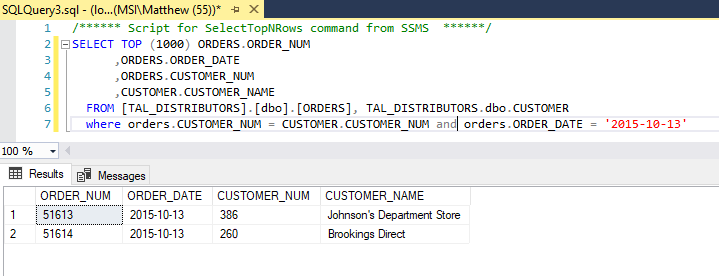 SQLQuery3.sql - (lo...(MSI\Matthew (55))*
1 /****** Script for SelectTopNRows command from SSMS ******/
2 SELECT TOP (1000) ORDERS.ORDER_NUM
3 ,ORDERS.ORDER_DATE
4 ,ORDERS.CUSTOMER_NUM
5 ,CUSTOMER.CUSTOMER_NAME
6 FROM [TAL_DISTRIBUTORS].[dbo].[ORDERS], TAL_DISTRIBUTORS.dbo.CUSTOMER
7 where orders.CUSTOMER_NUM = CUSTOMER.CUSTOMER_NUM and orders.ORDER_DATE = '2015-10-13'
100 %
Results Messages
ORDER_NUM ORDER_DATE CUSTOMER_NUM CUSTOMER_NAME
1 51613 2015-10-13 386 Johnson's Department Store
2 51614 2015-10-13 260 Brookings Direct